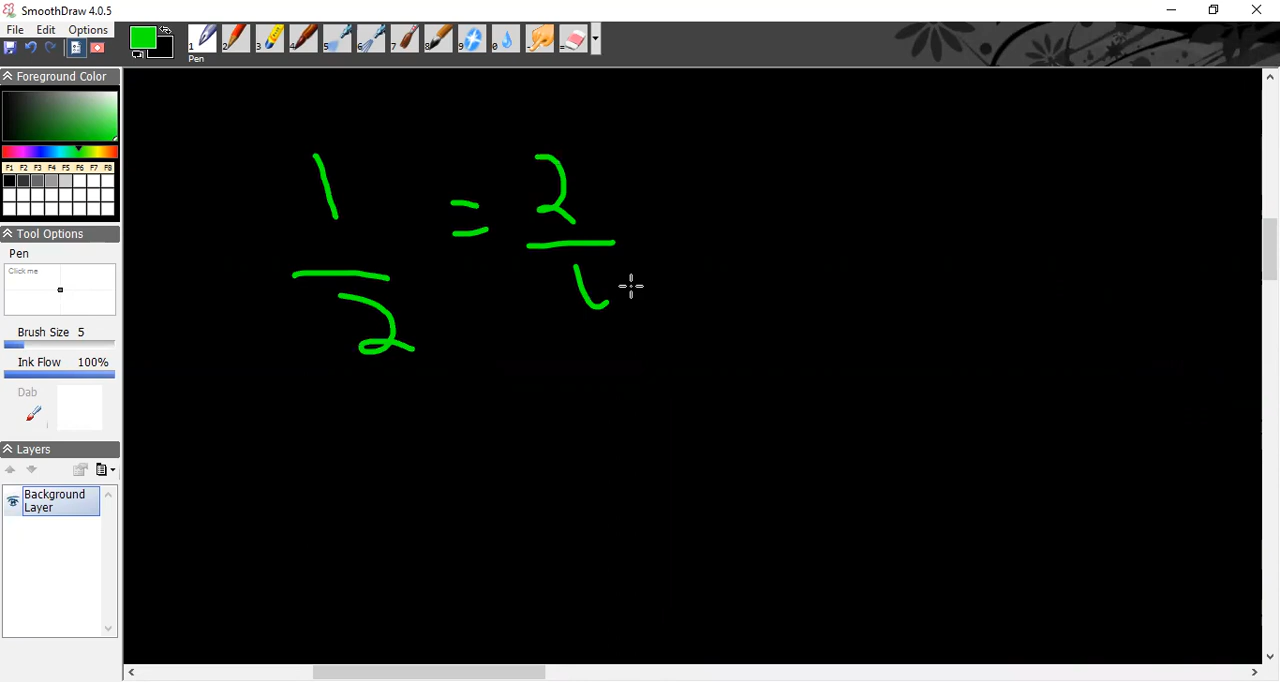 SmoothDraw 4.0.5
File Edit Options
1 2 3 4 5 6 7 8 9 0 - =
Pen
Foreground Color
F1 F2 F3 F4 F5 F6 F7 F8
Tool Options
Pen
Click me
Brush Size 5
Ink Flow 100%
Dab
Layers
Background
Layer
1 = 2
2